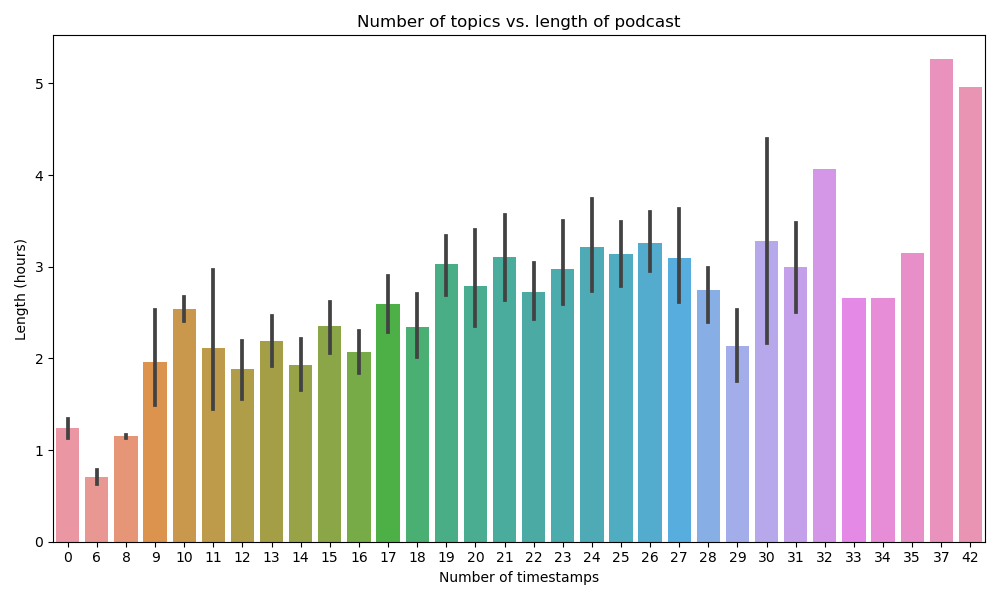 Number of topics vs. length of podcast
Length (hours)
5
4
3
2
1
0
0 6 8 9 10 11 12 13 14 15 16 17 18 19 20 21 22 23 24 25 26 27 28 29 30 31 32 33 34 35 37 42
Number of timestamps